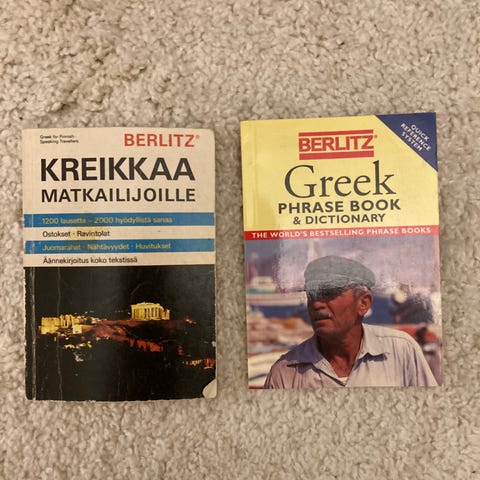 Greek for Finnish-
Speaking Travellers
BERLITZ®
KREIKKAA
MATKAILIJOILLE
1200 lausetta – 2000 hyödyllistä sanaa
Ostokset · Ravintolat
Juomarahat · Nähtävyydet · Huvitukset
Äännekirjoitus koko tekstissä
QUICK
REFERENCE
SYSTEM
BERLITZ®
Greek
PHRASE BOOK
& DICTIONARY
THE WORLD'S BESTSELLING PHRASE BOOKS